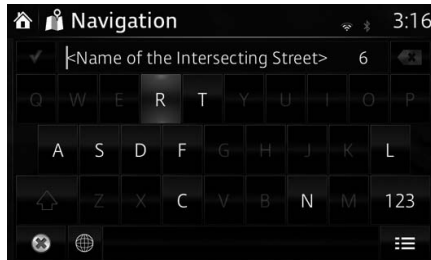 Navigation 3:16
<Name of the Intersecting Street> 6
Q W E R T Y U I O P
A S D F G H J K L
Z X C V B N M 123